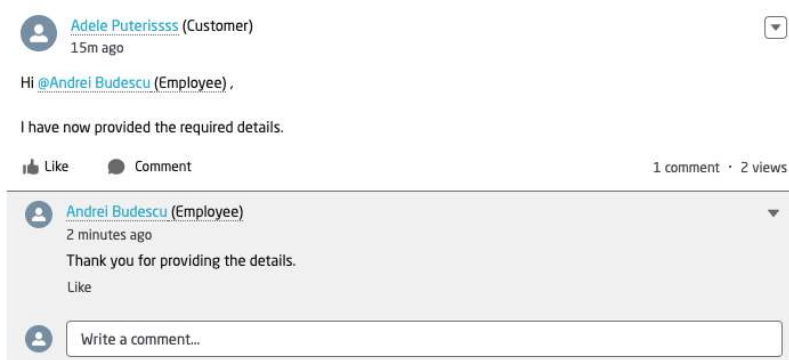 Adele Puterissss (Customer)
15m ago
Hi @Andrei Budescu (Employee) ,
I have now provided the required details.
Like Comment 1 comment · 2 views
Andrei Budescu (Employee)
2 minutes ago
Thank you for providing the details.
Like
Write a comment...